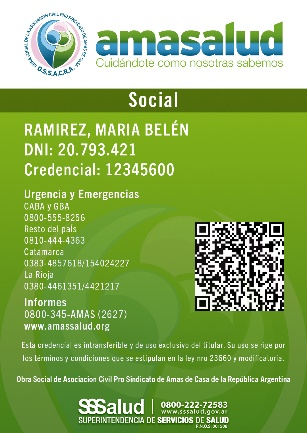 O.S.S.A.C.R.A.
amasalud
Cuidándote como nosotras sabemos
Social
RAMIREZ, MARIA BELÉN
DNI: 20.793.421
Credencial: 12345600
Urgencia y Emergencias
CABA y GBA
0800-555-8256
Resto del país
0810-444-4363
Catamarca
0383-4857618/154024227
La Rioja
0380-4461351/4421217
Informes
0800-345-AMAS (2627)
www.amassalud.org
Esta credencial es intransferible y de uso exclusivo del titular. Su uso se rige por
los términos y condiciones que se estipulan en la ley nro 23660 y modificatoria.
Obra Social de Asociacion Civil Pro Sindicato de Amas de Casa de la República Argentina
SSSalud
0800-222-72583
www.sssalud.gov.ar
SUPERINTENDENCIA DE SERVICIOS DE SALUD